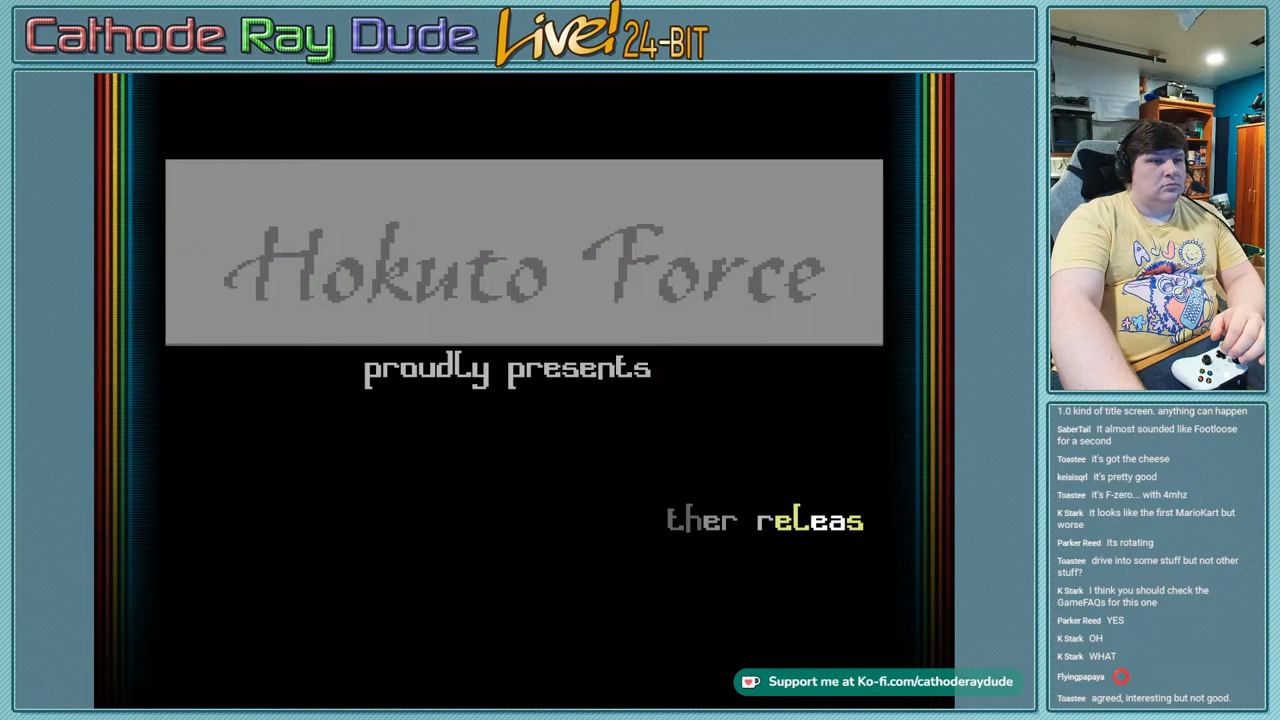 Cathode Ray Dude Live! 24-BIT
Hokuto Force
proudly presents
ther releas
Support me at Ko-fi.com/cathoderaydude
1.0 kind of title screen. anything can happen
SaberTail It almost sounded like Footloose
for a second
Toastee it's got the cheese
keisisqrl it's pretty good
Toastee it's F-zero... with 4mhz
K Stark It looks like the first MarioKart but
worse
Parker Reed Its rotating
Toastee drive into some stuff but not other
stuff?
K Stark I think you should check the
GameFAQs for this one
Parker Reed YES
K Stark OH
K Stark WHAT
Flyingpapaya
Toastee agreed, interesting but not good.